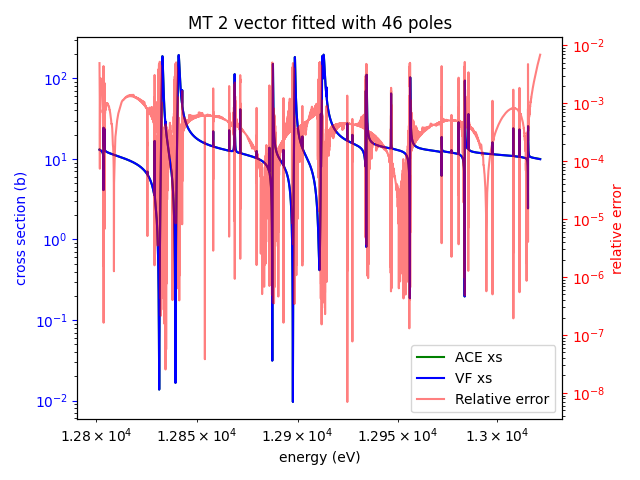 MT 2 vector fitted with 46 poles
cross section (b)
10²
10¹
10⁰
10⁻¹
10⁻²
relative error
10⁻²
10⁻³
10⁻⁴
10⁻⁵
10⁻⁶
10⁻⁷
10⁻⁸
ACE xs
VF xs
Relative error
1.28×10⁴ 1.285×10⁴ 1.29×10⁴ 1.295×10⁴ 1.3×10⁴
energy (eV)